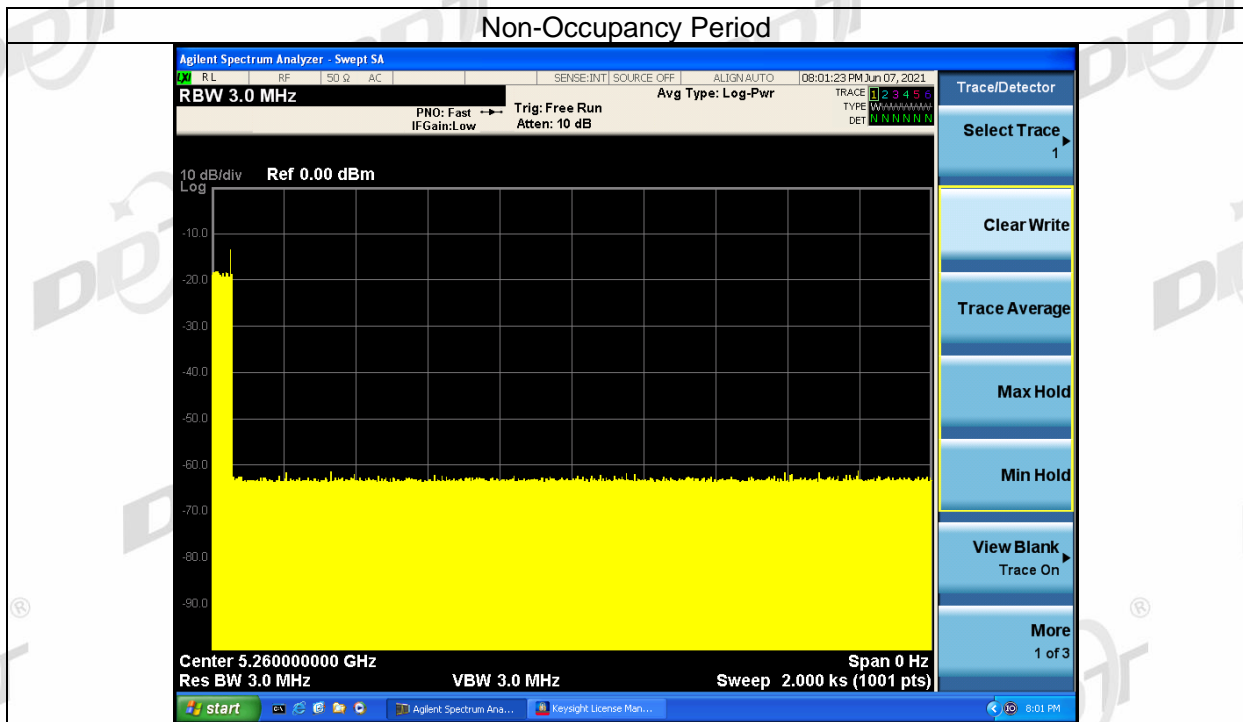 Non-Occupancy Period
Agilent Spectrum Analyzer - Swept SA
LXI RL RF 50 Ω AC SENSE:INT SOURCE OFF ALIGNAUTO 08:01:23 PM Jun 07, 2021
RBW 3.0 MHz
PNO: Fast
IFGain:Low
Trig: Free Run
Atten: 10 dB
Avg Type: Log-Pwr
TRACE 1 2 3 4 5 6
TYPE
DET N N N N N N
10 dB/div
Log
Ref 0.00 dBm
-10.0
-20.0
-30.0
-40.0
-50.0
-60.0
-70.0
-80.0
-90.0
Center 5.260000000 GHz
Span 0 Hz
Res BW 3.0 MHz
VBW 3.0 MHz
Sweep 2.000 ks (1001 pts)
Trace/Detector
Select Trace
1
Clear Write
Trace Average
Max Hold
Min Hold
View Blank
Trace On
More
1 of 3
start
Agilent Spectrum Ana...
Keysight License Man...
8:01 PM
DDT
®